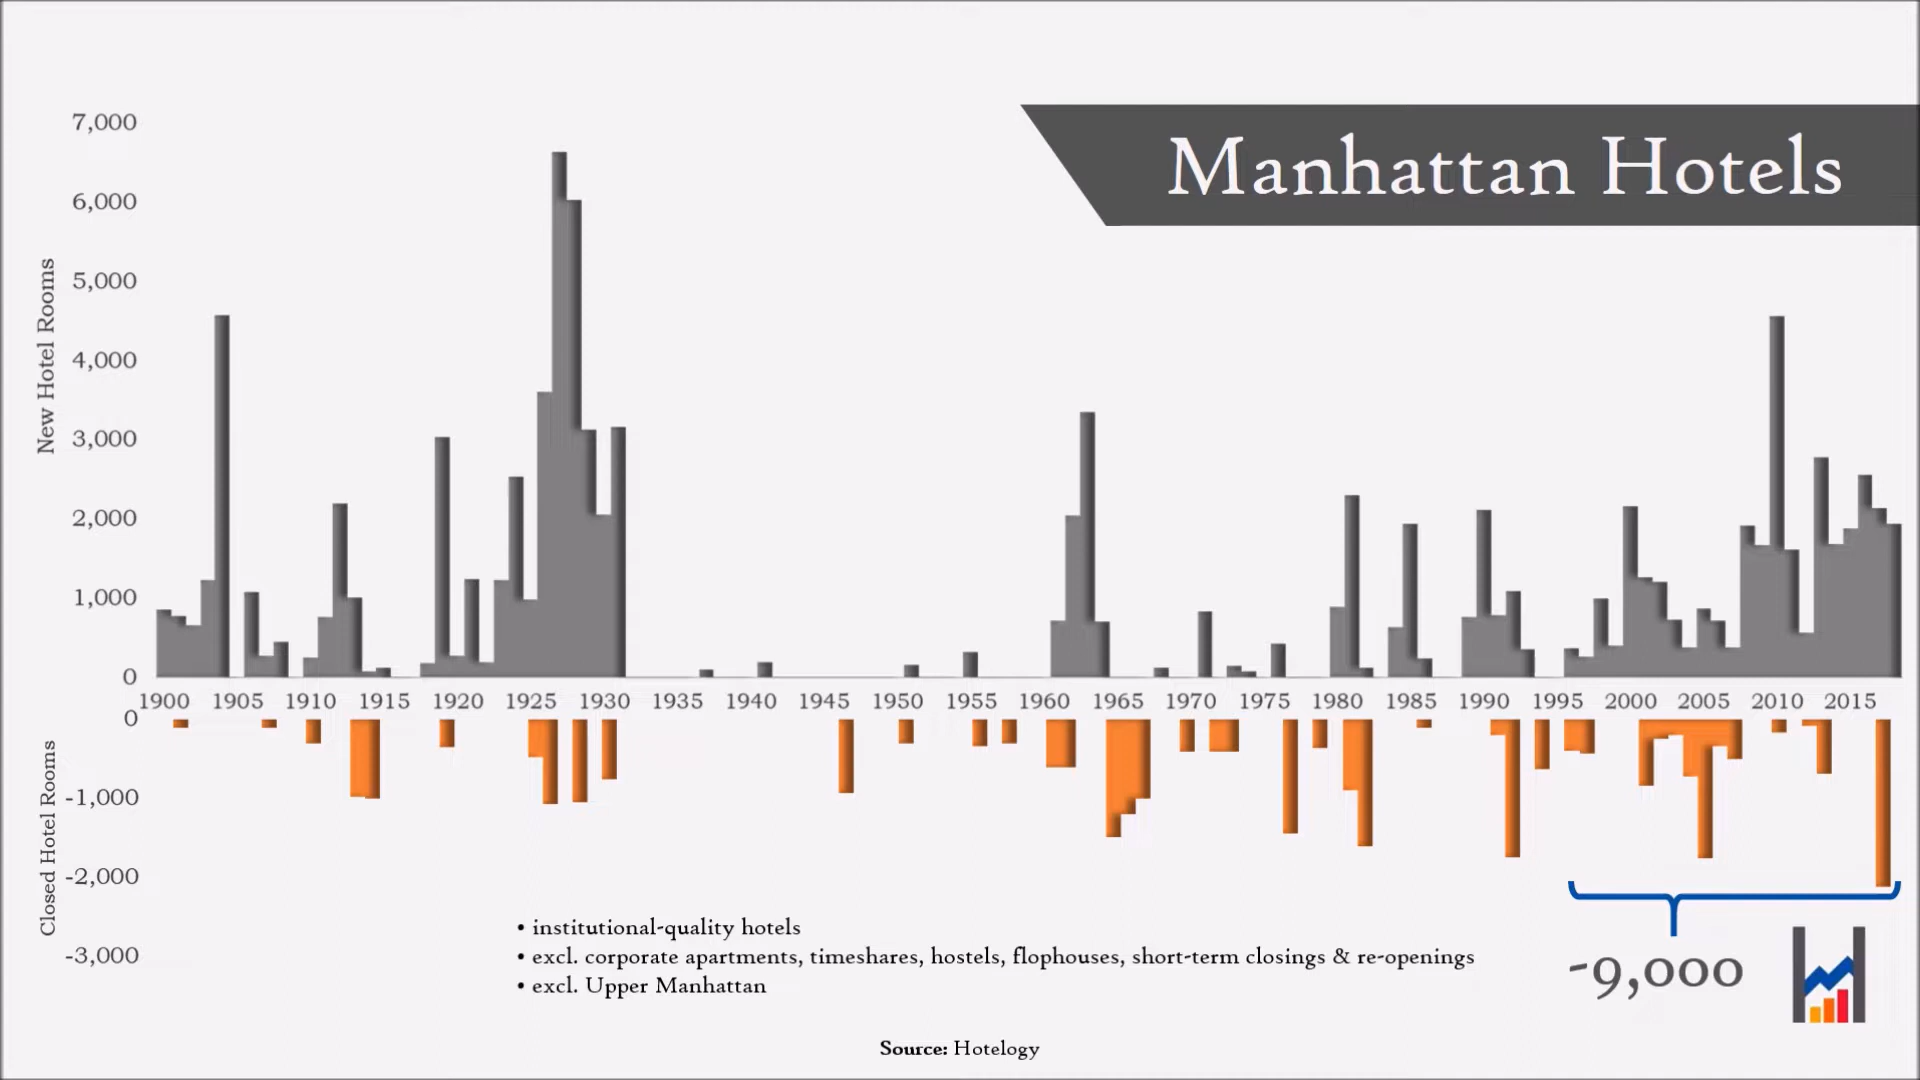 Manhattan Hotels
New Hotel Rooms
7,000
6,000
5,000
4,000
3,000
2,000
1,000
0
1900 1905 1910 1915 1920 1925 1930 1935 1940 1945 1950 1955 1960 1965 1970 1975 1980 1985 1990 1995 2000 2005 2010 2015
Closed Hotel Rooms
0
-1,000
-2,000
-3,000
• institutional-quality hotels
• excl. corporate apartments, timeshares, hostels, flophouses, short-term closings & re-openings
• excl. Upper Manhattan
-9,000
Source: Hotelogy